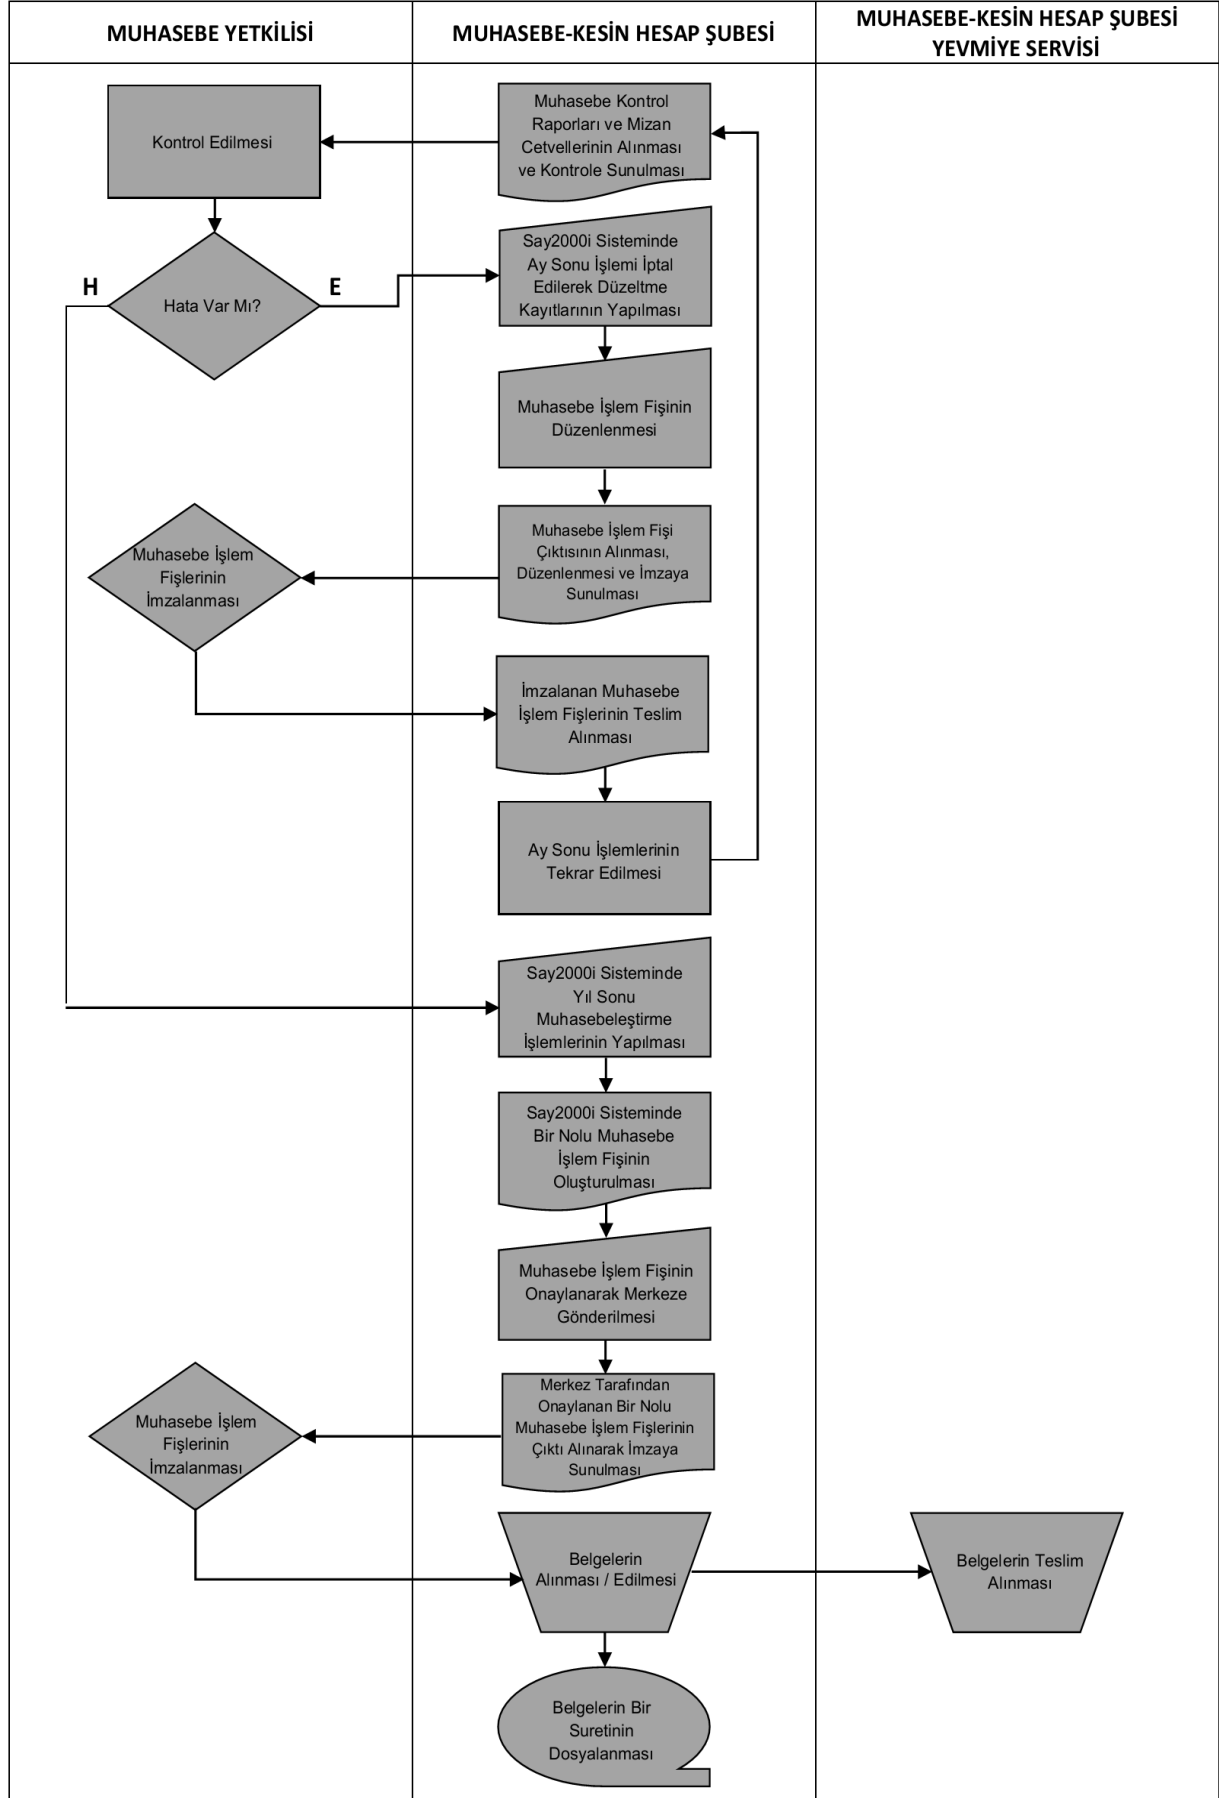 MUHASEBE YETKİLİSİ
MUHASEBE-KESİN HESAP ŞUBESİ
MUHASEBE-KESİN HESAP ŞUBESİ
YEVMİYE SERVİSİ
Muhasebe Kontrol
Raporları ve Mizan
Cetvellerinin Alınması
ve Kontrole Sunulması
Kontrol Edilmesi
Say2000i Sisteminde
Ay Sonu İşlemi İptal
Edilerek Düzeltme
Kayıtlarının Yapılması
H
E
Hata Var Mı?
Muhasebe İşlem Fişinin
Düzenlenmesi
Muhasebe İşlem Fişi
Çıktısının Alınması,
Düzenlenmesi ve İmzaya
Sunulması
Muhasebe İşlem
Fişlerinin
İmzalanması
İmzalanan Muhasebe
İşlem Fişlerinin Teslim
Alınması
Ay Sonu İşlemlerinin
Tekrar Edilmesi
Say2000i Sisteminde
Yıl Sonu
Muhasebeleştirme
İşlemlerinin Yapılması
Say2000i Sisteminde
Bir Nolu Muhasebe
İşlem Fişinin
Oluşturulması
Muhasebe İşlem Fişinin
Onaylanarak Merkeze
Gönderilmesi
Merkez Tarafından
Onaylanan Bir Nolu
Muhasebe İşlem Fişlerinin
Çıktı Alınarak İmzaya
Sunulması
Muhasebe İşlem
Fişlerinin
İmzalanması
Belgelerin
Alınması / Edilmesi
Belgelerin Teslim
Alınması
Belgelerin Bir
Suretinin
Dosyalanması